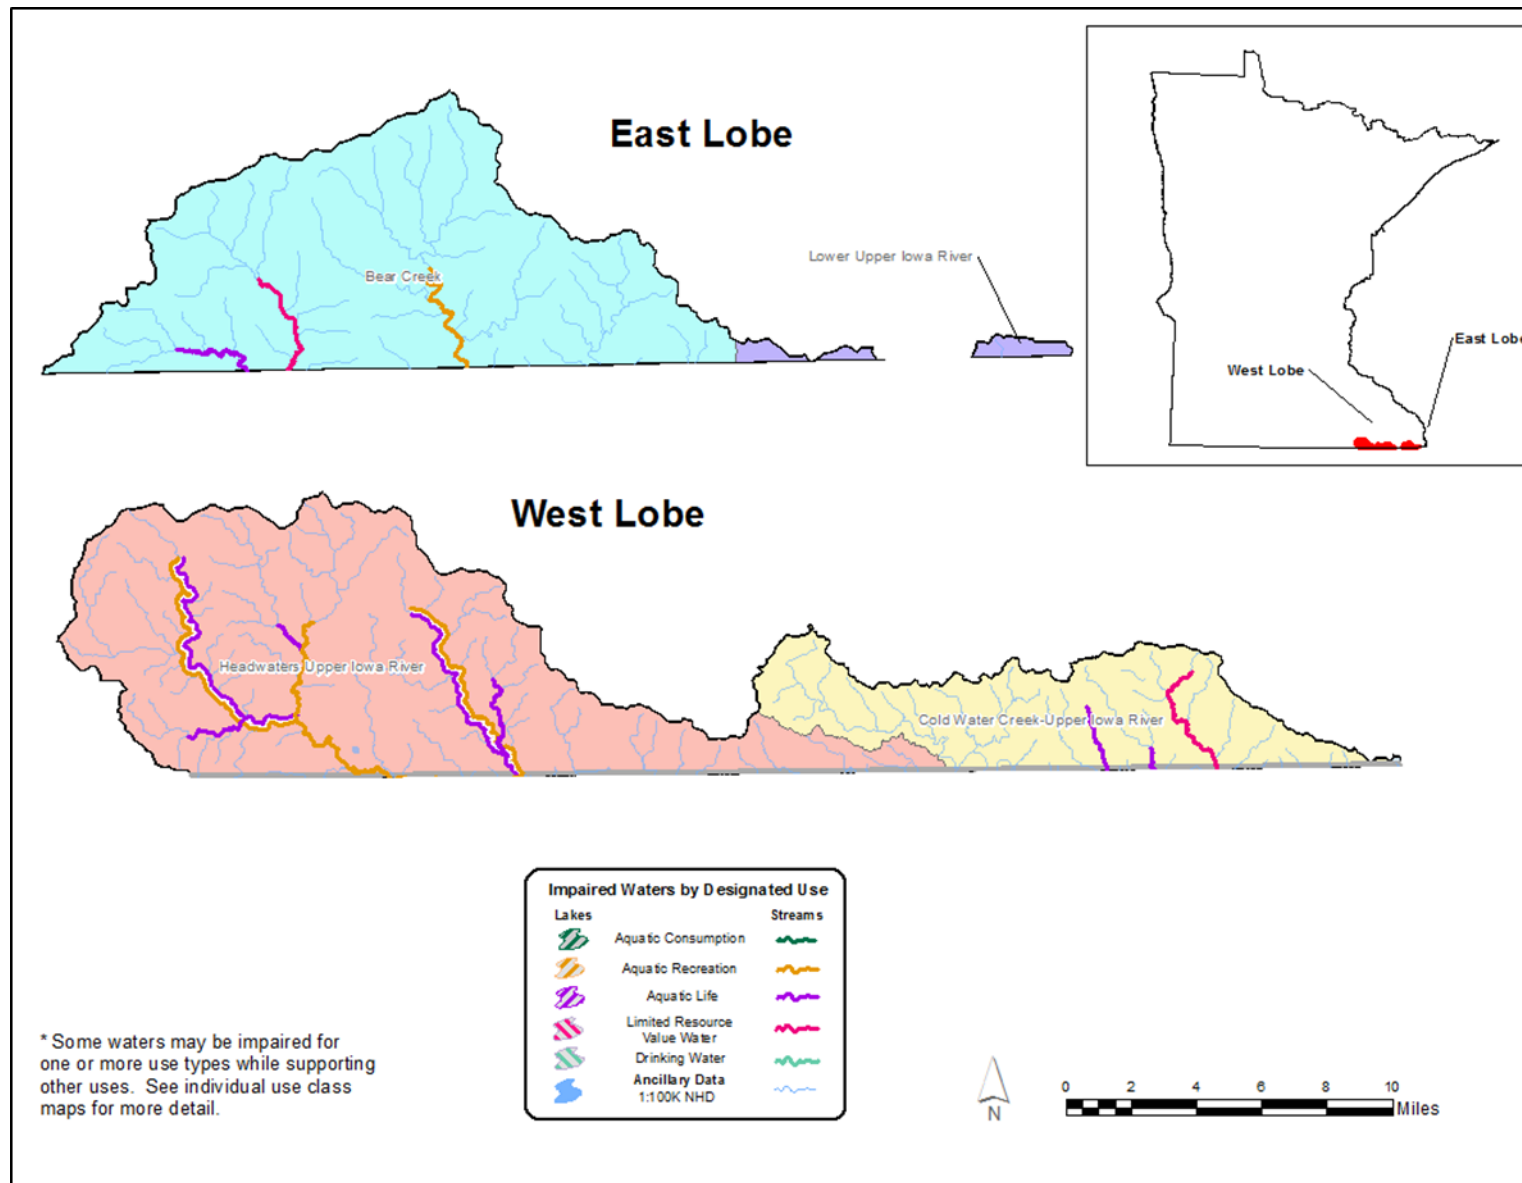 East Lobe
Lower Upper Iowa River
Bear Creek
East Lobe
West Lobe
West Lobe
Headwaters Upper Iowa River
Cold Water Creek-Upper Iowa River
Impaired Waters by Designated Use
Lakes Streams
Aquatic Consumption
Aquatic Recreation
Aquatic Life
Limited Resource
Value Water
Drinking Water
Ancillary Data
1:100K NHD
* Some waters may be impaired for
one or more use types while supporting
other uses. See individual use class
maps for more detail.
N
0 2 4 6 8 10
Miles